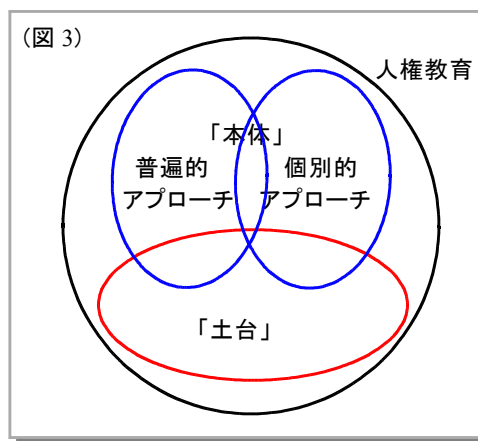 (図 3)
人権教育
「本体」
普遍的
アプローチ
個別的
アプローチ
「土台」